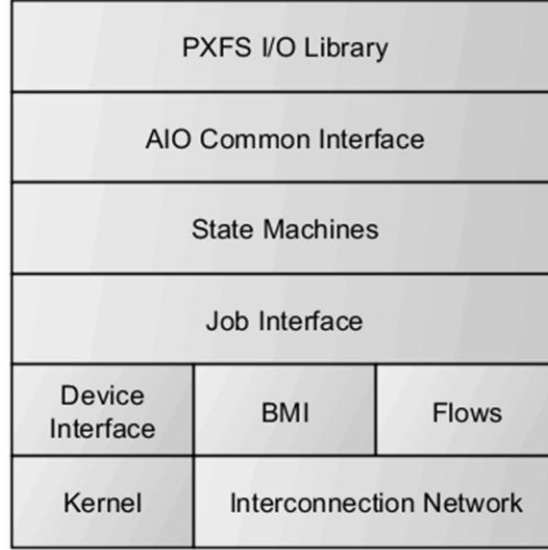 PXFS I/O Library
AIO Common Interface
State Machines
Job Interface
Device
Interface
BMI
Flows
Kernel
Interconnection Network